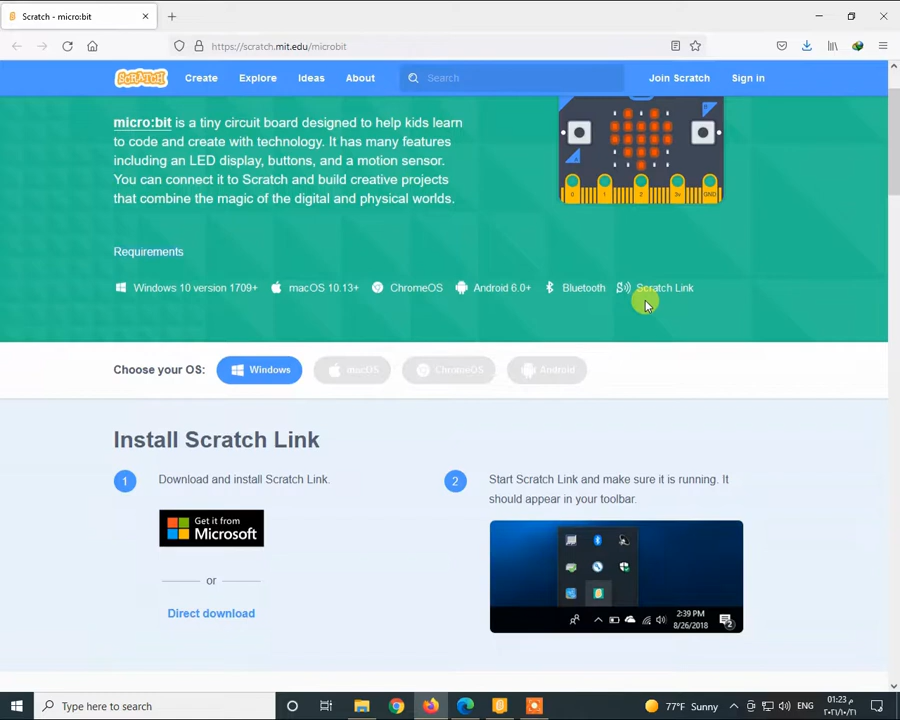 Scratch - micro:bit
https://scratch.mit.edu/microbit
SCRATCH
Create
Explore
Ideas
About
Search
Join Scratch
Sign in
micro:bit is a tiny circuit board designed to help kids learn
to code and create with technology. It has many features
including an LED display, buttons, and a motion sensor.
You can connect it to Scratch and build creative projects
that combine the magic of the digital and physical worlds.
0 1 2 3v GND
Requirements
Windows 10 version 1709+
macOS 10.13+
ChromeOS
Android 6.0+
Bluetooth
Scratch Link
Choose your OS:
Windows
macOS
ChromeOS
Android
Install Scratch Link
1
Download and install Scratch Link.
Get it from
Microsoft
or
Direct download
2
Start Scratch Link and make sure it is running. It
should appear in your toolbar.
2:39 PM
8/26/2018
2
Type here to search
77°F Sunny
ENG
01:23 م